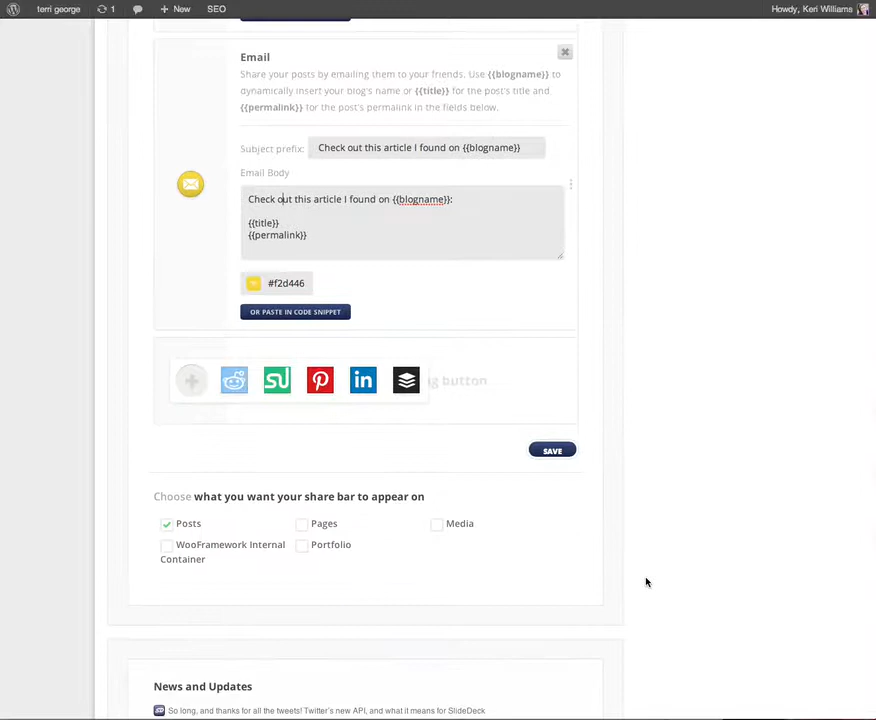 terri george 1 New SEO Howdy, Keri Williams
Email
Share your posts by emailing them to your friends. Use {{blogname}} to
dynamically insert your blog's name or {{title}} for the post's title and
{{permalink}} for the post's permalink in the fields below.
Subject prefix: Check out this article I found on {{blogname}}
Email Body
Check out this article I found on {{blogname}}:
{{title}}
{{permalink}}
#f2d446
OR PASTE IN CODE SNIPPET
button
SAVE
Choose what you want your share bar to appear on
Posts Pages Media
WooFramework Internal Container Portfolio
News and Updates
So long, and thanks for all the tweets! Twitter's new API, and what it means for SlideDeck